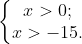 x > 0;
x > -15.